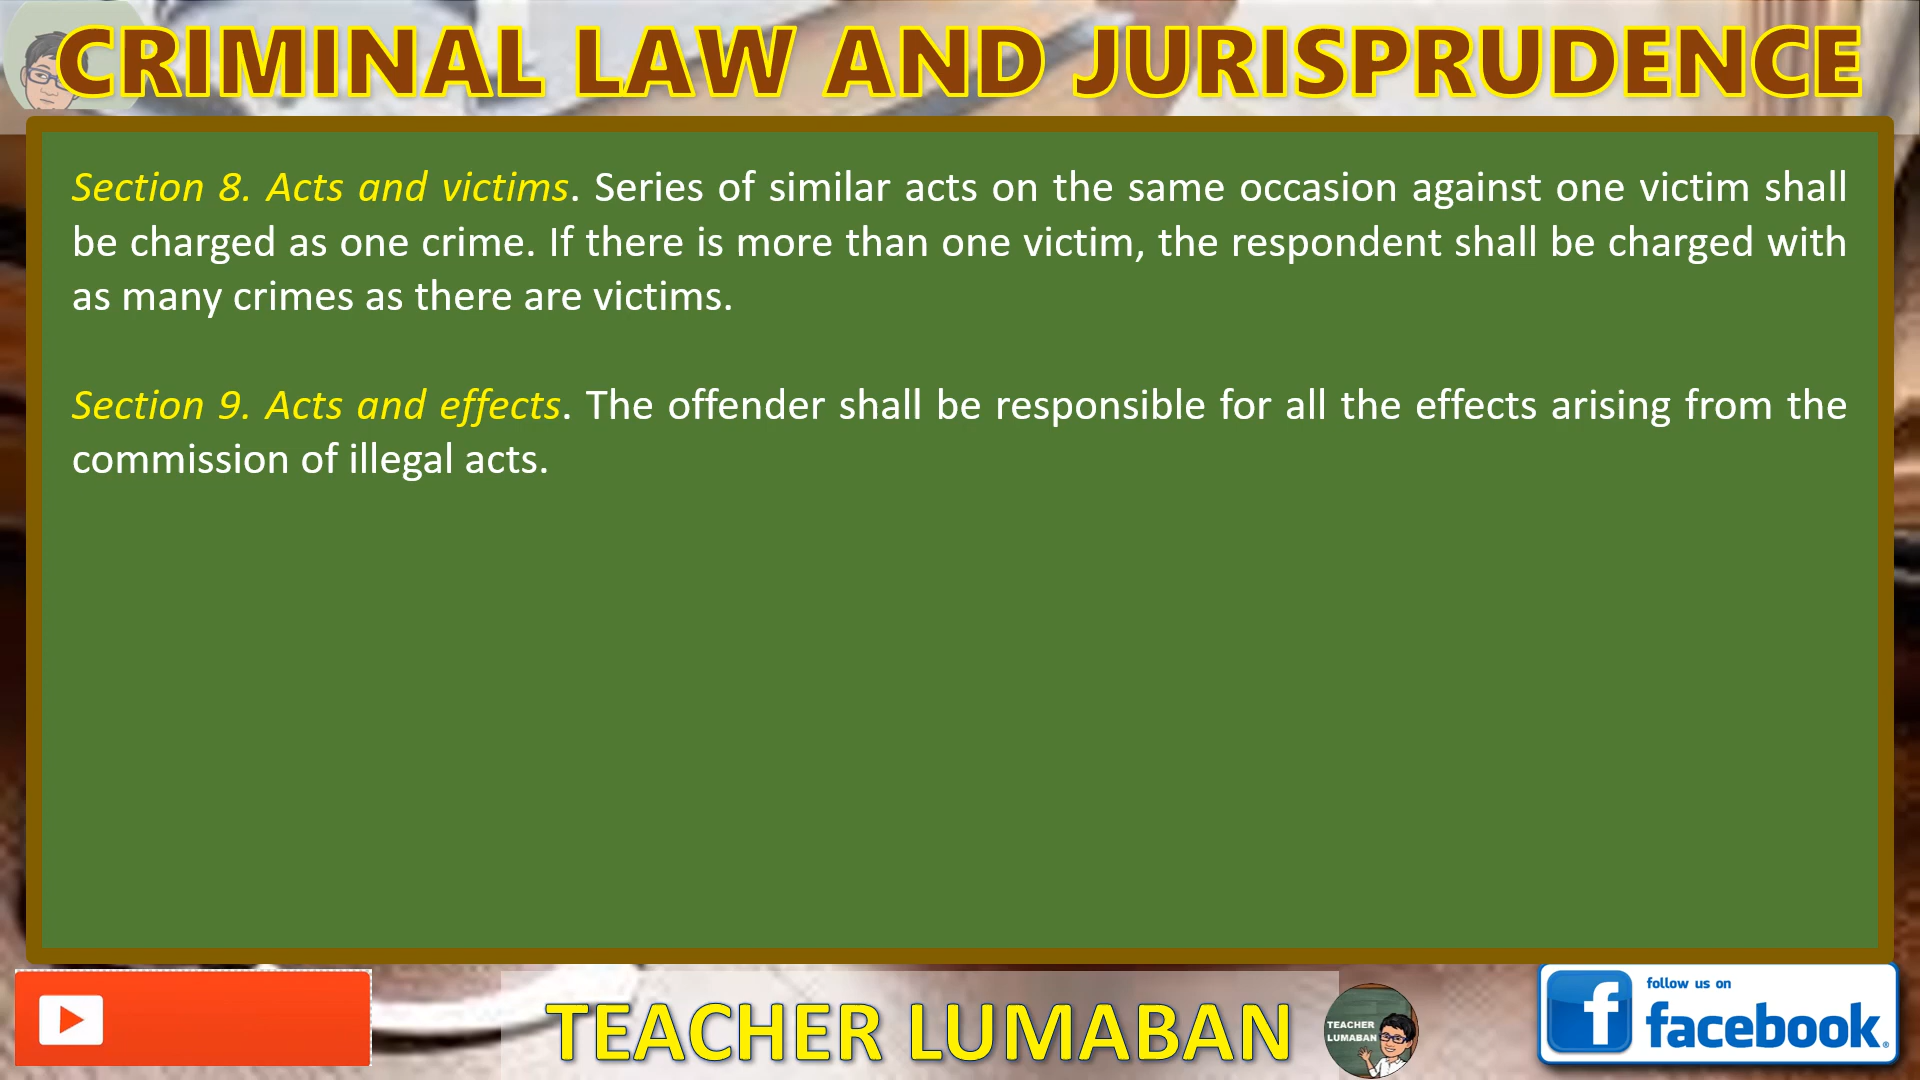 CRIMINAL LAW AND JURISPRUDENCE
Section 8. Acts and victims. Series of similar acts on the same occasion against one victim shall
be charged as one crime. If there is more than one victim, the respondent shall be charged with
as many crimes as there are victims.
Section 9. Acts and effects. The offender shall be responsible for all the effects arising from the
commission of illegal acts.
TEACHER LUMABAN
TEACHER
LUMABAN
follow us on
facebook®